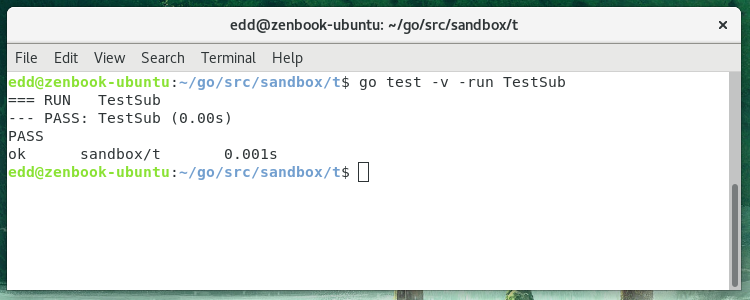 edd@zenbook-ubuntu: ~/go/src/sandbox/t ×
File Edit View Search Terminal Help
edd@zenbook-ubuntu:~/go/src/sandbox/t$ go test -v -run TestSub
=== RUN   TestSub
--- PASS: TestSub (0.00s)
PASS
ok      sandbox/t       0.001s
edd@zenbook-ubuntu:~/go/src/sandbox/t$